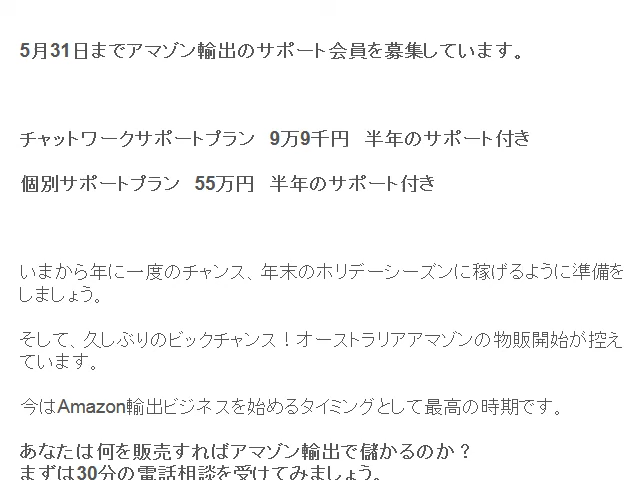 5月31日までアマゾン輸出のサポート会員を募集しています。
チャットワークサポートプラン　9万9千円　半年のサポート付き
個別サポートプラン　55万円　半年のサポート付き
いまから年に一度のチャンス、年末のホリデーシーズンに稼げるように準備を
しましょう。
そして、久しぶりのビックチャンス！オーストラリアアマゾンの物販開始が控え
ています。
今はAmazon輸出ビジネスを始めるタイミングとして最高の時期です。
あなたは何を販売すればアマゾン輸出で儲かるのか？
まずは30分の電話相談を受けてみましょう。